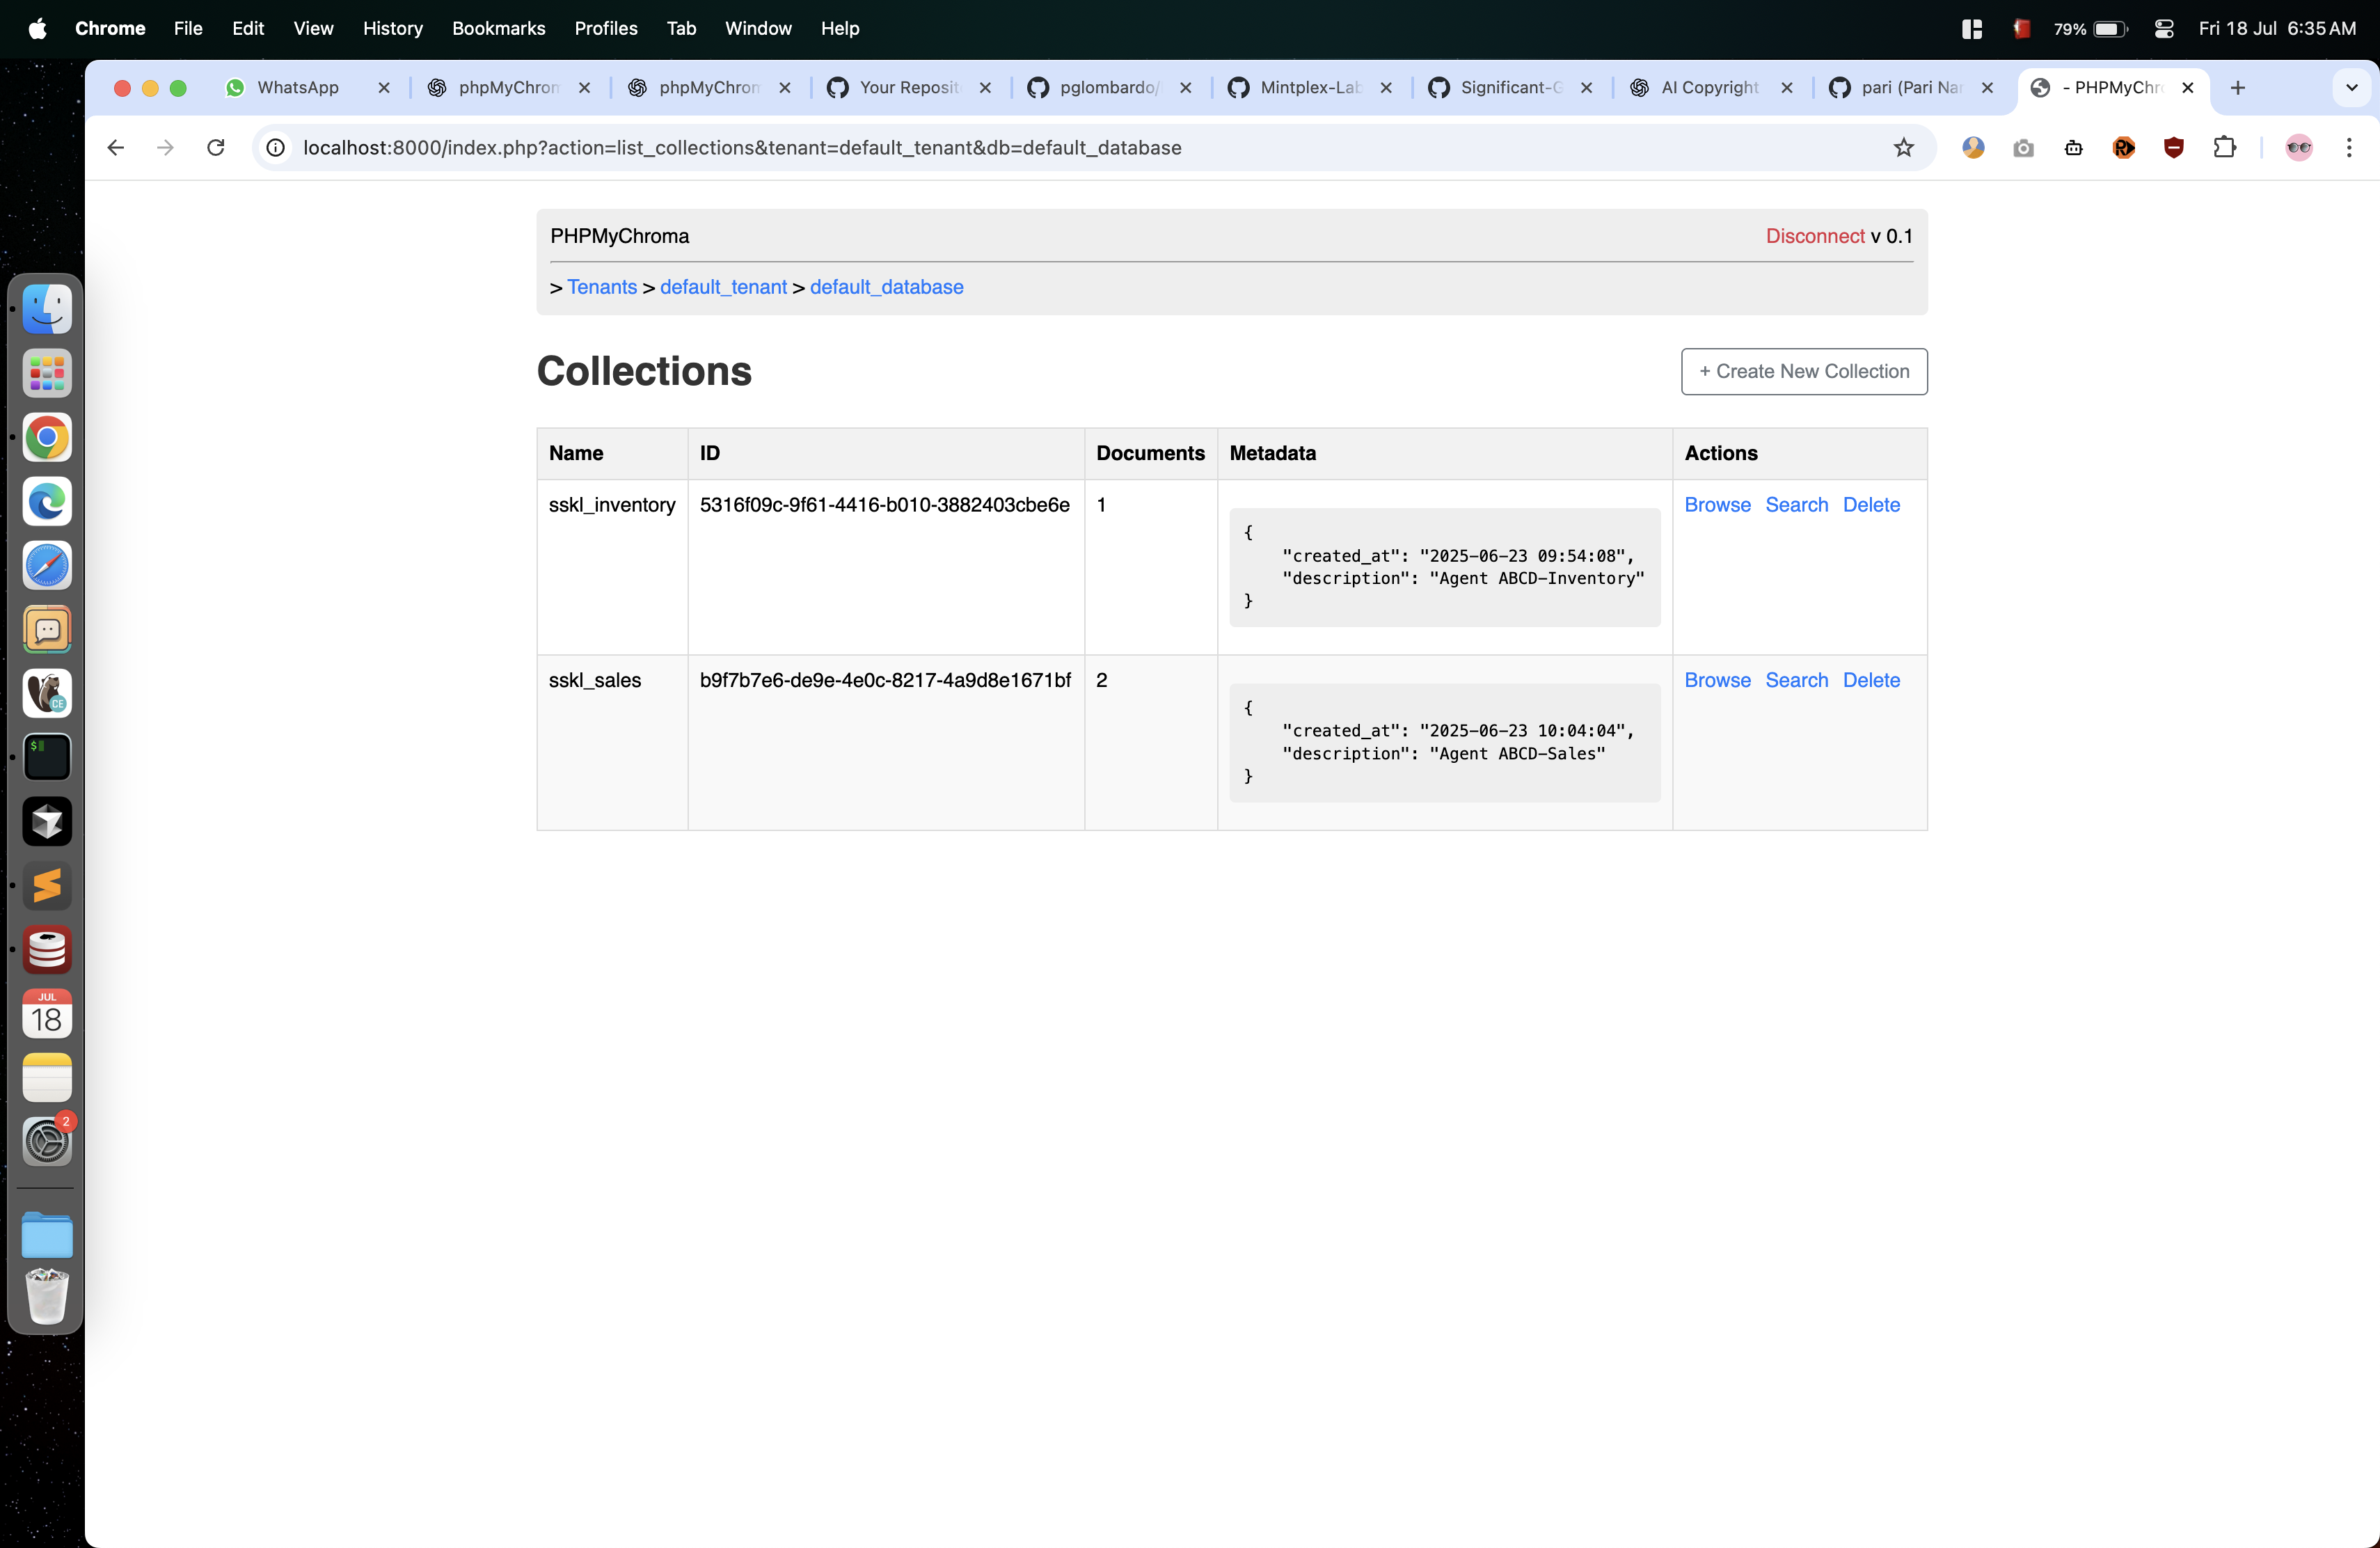 Chrome File Edit View History Bookmarks Profiles Tab Window Help 79% Fri 18 Jul 6:35 AM
WhatsApp phpMyChrom phpMyChrom Your Reposit pglombardo/ Mintplex-Lab Significant-G AI Copyright pari (Pari Nar - PHPMyChr
localhost:8000/index.php?action=list_collections&tenant=default_tenant&db=default_database
PHPMyChroma Disconnect v 0.1
> Tenants > default_tenant > default_database
Collections + Create New Collection
Name ID Documents Metadata Actions
sskl_inventory 5316f09c-9f61-4416-b010-3882403cbe6e 1 Browse Search Delete
{
"created_at": "2025-06-23 09:54:08",
"description": "Agent ABCD-Inventory"
}
sskl_sales b9f7b7e6-de9e-4e0c-8217-4a9d8e1671bf 2 Browse Search Delete
{
"created_at": "2025-06-23 10:04:04",
"description": "Agent ABCD-Sales"
}
CE
$
JUL
18
2